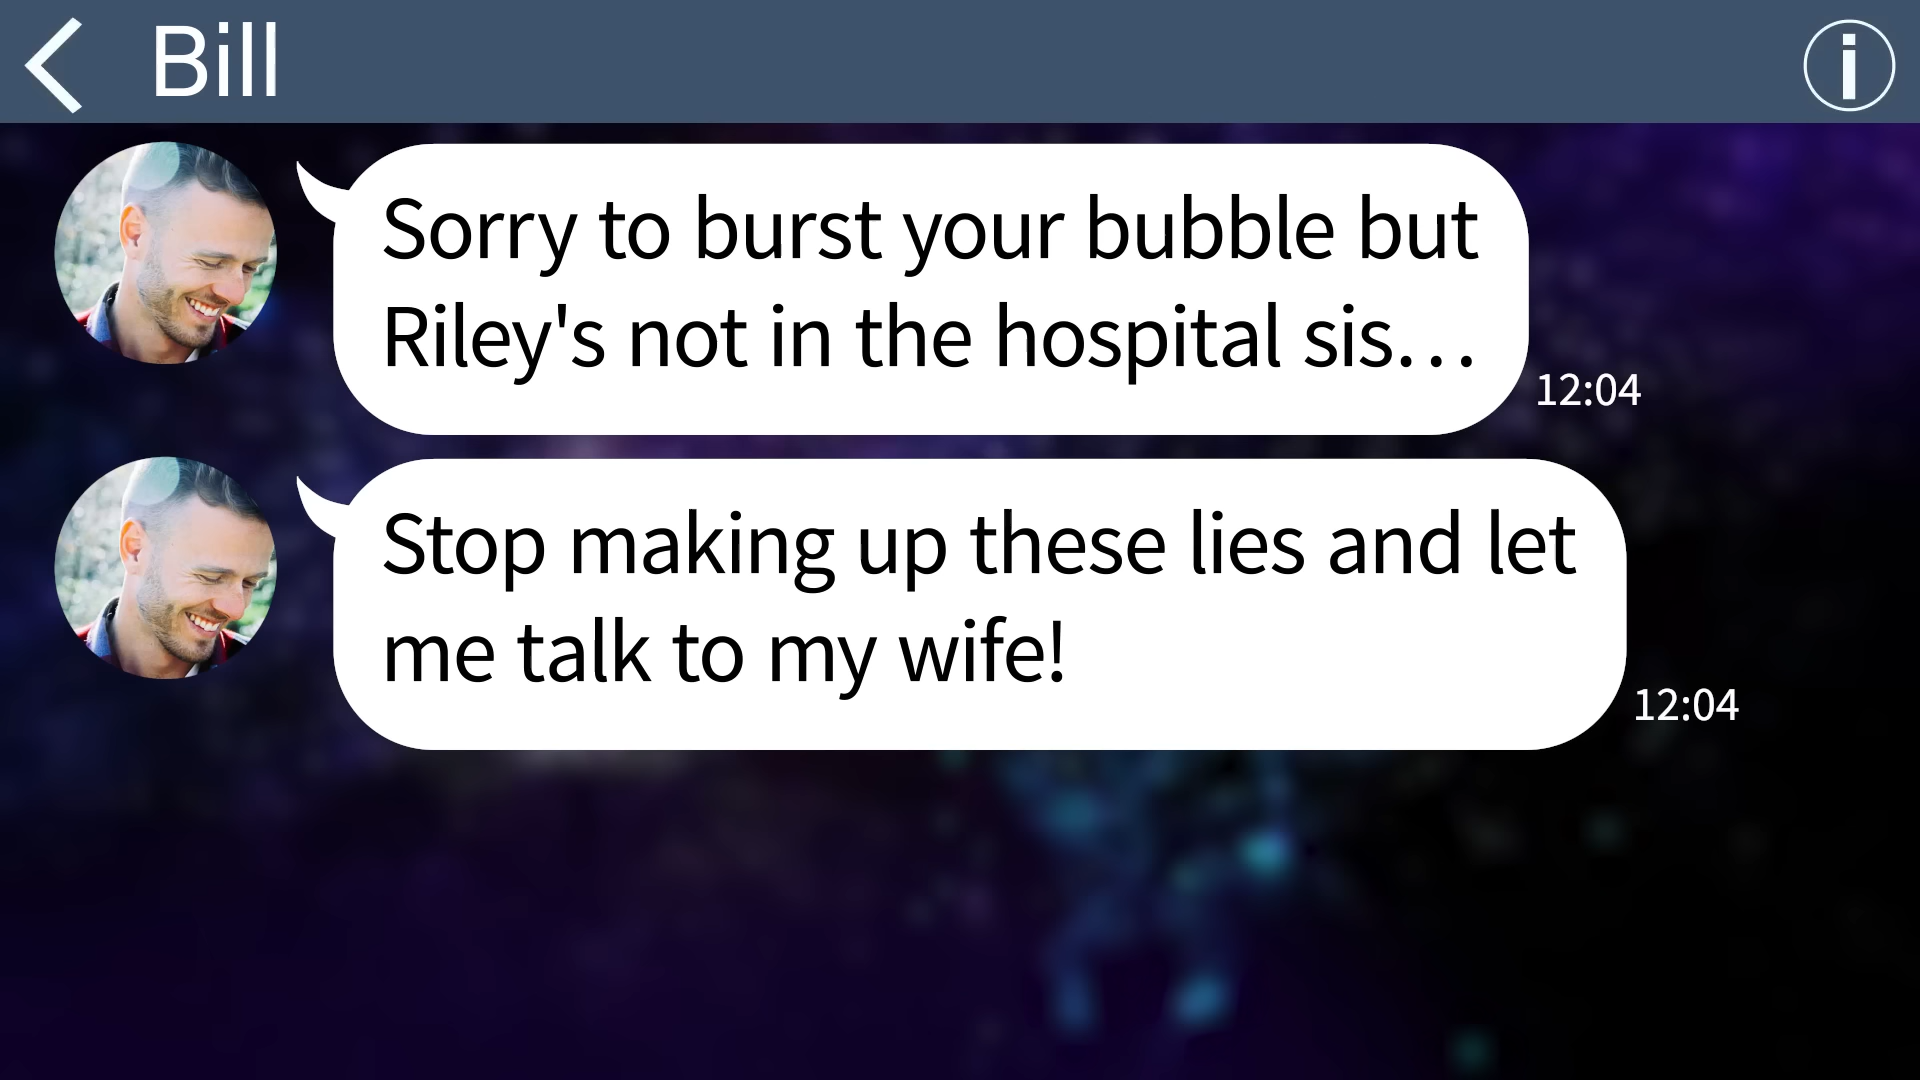 Bill
Sorry to burst your bubble but
Riley's not in the hospital sis…
12:04
Stop making up these lies and let
me talk to my wife!
12:04